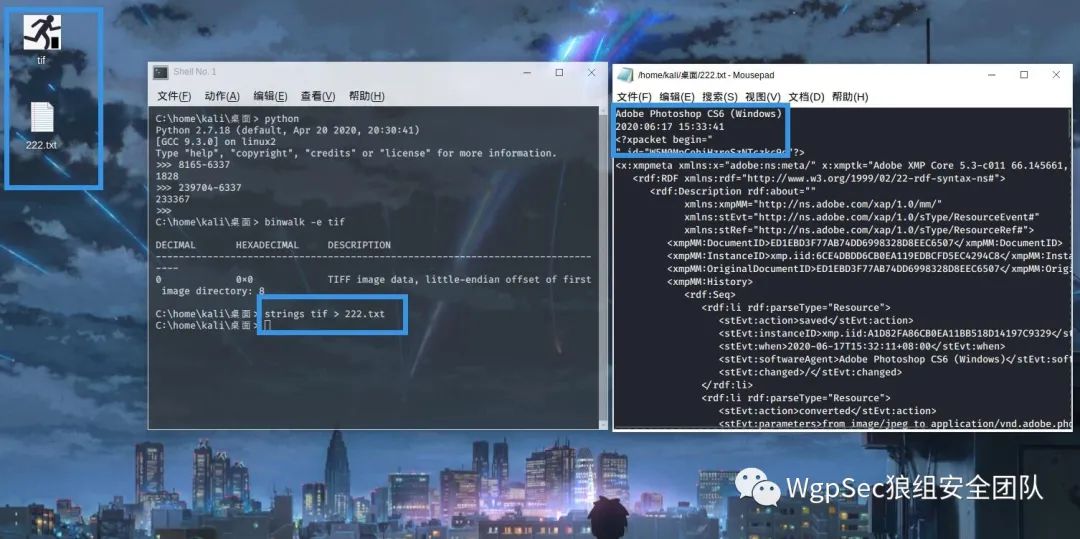 tif
222.txt
Shell No. 1
文件(F) 动作(A) 编辑(E) 查看(V) 帮助(H)
C:\home\kali\桌面> python
Python 2.7.18 (default, Apr 20 2020, 20:30:41)
[GCC 9.3.0] on linux2
Type "help", "copyright", "credits" or "license" for more information.
>>> 8165-6337
1828
>>> 239704-6337
233367
>>>
C:\home\kali\桌面> binwalk -e tif
DECIMAL HEXADECIMAL DESCRIPTION
--------------------------------------------------------------------------------
----
0 0×0 TIFF image data, little-endian offset of first
image directory: 8
C:\home\kali\桌面> strings tif > 222.txt
C:\home\kali\桌面>
/home/kali/桌面/222.txt - Mousepad
文件(F) 编辑(E) 搜索(S) 视图(V) 文档(D) 帮助(H)
Adobe Photoshop CS6 (Windows)
2020:06:17 15:33:41
<?xpacket begin="
" id="W5M0MpCehiHzreSzNTczkc9d"?>
<x:xmpmeta xmlns:x="adobe:ns:meta/" x:xmptk="Adobe XMP Core 5.3-c011 66.145661,
<rdf:RDF xmlns:rdf="http://www.w3.org/1999/02/22-rdf-syntax-ns#">
<rdf:Description rdf:about=""
xmlns:xmpMM="http://ns.adobe.com/xap/1.0/mm/"
xmlns:stEvt="http://ns.adobe.com/xap/1.0/sType/ResourceEvent#"
xmlns:stRef="http://ns.adobe.com/xap/1.0/sType/ResourceRef#">
<xmpMM:DocumentID>ED1EBD3F77AB74DD6998328D8EEC6507</xmpMM:DocumentID>
<xmpMM:InstanceID>xmp.iid:6CE4DBDD6CB0EA119EDBCFD5EC4294C8</xmpMM:Insta
<xmpMM:OriginalDocumentID>ED1EBD3F77AB74DD6998328D8EEC6507</xmpMM:Orig
<xmpMM:History>
<rdf:Seq>
<rdf:li rdf:parseType="Resource">
<stEvt:action>saved</stEvt:action>
<stEvt:instanceID>xmp.iid:A1D82FA86CB0EA11BB518D14197C9329</st
<stEvt:when>2020-06-17T15:32:11+08:00</stEvt:when>
<stEvt:softwareAgent>Adobe Photoshop CS6 (Windows)</stEvt:soft
<stEvt:changed>/</stEvt:changed>
</rdf:li>
<rdf:li rdf:parseType="Resource">
<stEvt:action>converted</stEvt:action>
<stEvt:parameters>from image/jpeg to application/vnd.adobe.pho
WgpSec狼组安全团队